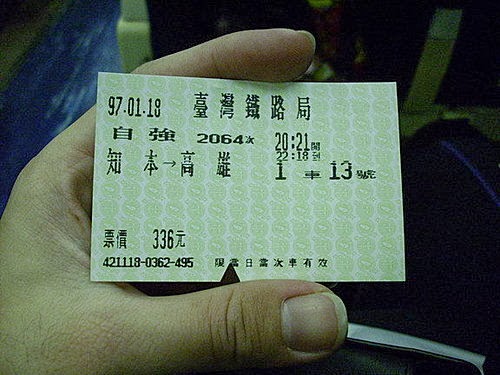 97.01.18 臺灣鐵路局
自強 2064次 20:21開
22:18到
知本→高雄 1車13號
票價 336元
421118-0362-495 限當日當次車有效